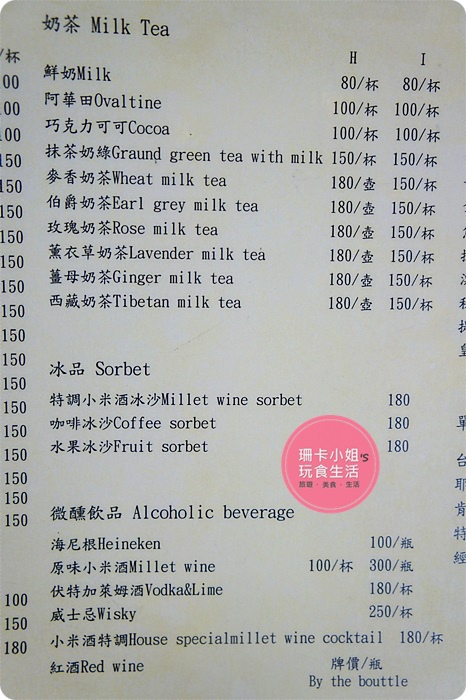 奶茶 Milk Tea
H I
鮮奶Milk 80/杯 80/杯
阿華田Ovaltine 100/杯 100/杯
巧克力可可Cocoa 100/杯 100/杯
抹茶奶綠Graund green tea with milk 150/杯 150/杯
麥香奶茶Wheat milk tea 180/壺 150/杯
伯爵奶茶Earl grey milk tea 180/壺 150/杯
玫瑰奶茶Rose milk tea 180/壺 150/杯
薰衣草奶茶Lavender milk tea 180/壺 150/杯
薑母奶茶Ginger milk tea 180/壺 150/杯
西藏奶茶Tibetan milk tea 180/壺 150/杯
冰品 Sorbet
特調小米酒冰沙Millet wine sorbet 180
咖啡冰沙Coffee sorbet 180
水果冰沙Fruit sorbet 180
珊卡小姐's
玩食生活
旅遊·美食·生活
微醺飲品 Alcoholic beverage
海尼根Heineken 100/瓶
原味小米酒Millet wine 100/杯 300/瓶
伏特加萊姆酒Vodka&Lime 180/杯
威士忌Wisky 250/杯
小米酒特調House specialmillet wine cocktail 180/杯
紅酒Red wine 牌價/瓶
By the bouttle